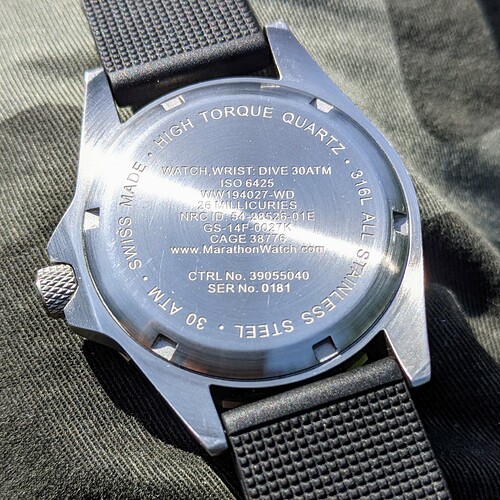 SWISS MADE • HIGH TORQUE QUARTZ • 316L ALL STAINLESS STEEL • 30 ATM •
WATCH,WRIST: DIVE 30ATM
ISO 6425
WW194027-WD
26 MILLICURIES
NRC ID: 54-28526-01E
GS-14F-0027K
CAGE 38776
www.MarathonWatch.com
CTRL No. 39055040
SER No. 0181